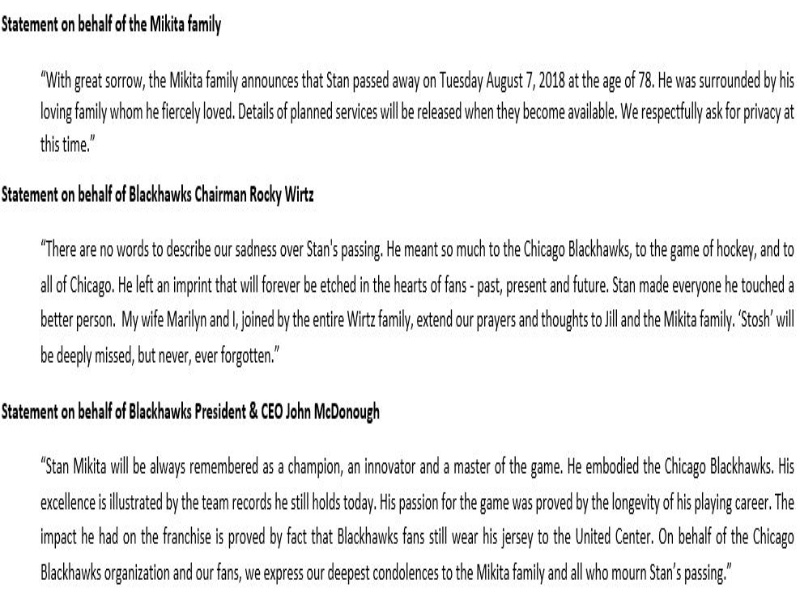 Statement on behalf of the Mikita family
“With great sorrow, the Mikita family announces that Stan passed away on Tuesday August 7, 2018 at the age of 78. He was surrounded by his
loving family whom he fiercely loved. Details of planned services will be released when they become available. We respectfully ask for privacy at
this time.”
Statement on behalf of Blackhawks Chairman Rocky Wirtz
“There are no words to describe our sadness over Stan's passing. He meant so much to the Chicago Blackhawks, to the game of hockey, and to
all of Chicago. He left an imprint that will forever be etched in the hearts of fans - past, present and future. Stan made everyone he touched a
better person.  My wife Marilyn and I, joined by the entire Wirtz family, extend our prayers and thoughts to Jill and the Mikita family. ‘Stosh’ will
be deeply missed, but never, ever forgotten.”
Statement on behalf of Blackhawks President & CEO John McDonough
“Stan Mikita will be always remembered as a champion, an innovator and a master of the game. He embodied the Chicago Blackhawks. His
excellence is illustrated by the team records he still holds today. His passion for the game was proved by the longevity of his playing career. The
impact he had on the franchise is proved by fact that Blackhawks fans still wear his jersey to the United Center. On behalf of the Chicago
Blackhawks organization and our fans, we express our deepest condolences to the Mikita family and all who mourn Stan’s passing.”